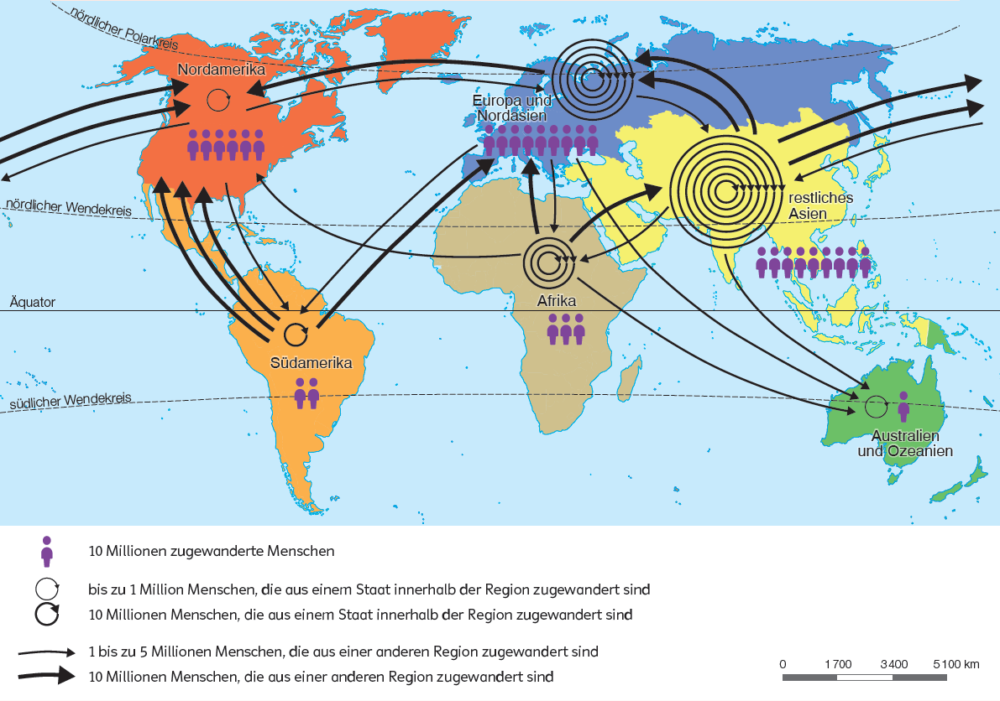 nördlicher Polarkreis
Nordamerika
Europa und
Nordasien
nördlicher Wendekreis
restliches
Asien
Äquator
Afrika
Südamerika
südlicher Wendekreis
Australien
und Ozeanien
10 Millionen zugewanderte Menschen
bis zu 1 Million Menschen, die aus einem Staat innerhalb der Region zugewandert sind
10 Millionen Menschen, die aus einem Staat innerhalb der Region zugewandert sind
1 bis zu 5 Millionen Menschen, die aus einer anderen Region zugewandert sind
10 Millionen Menschen, die aus einer anderen Region zugewandert sind
0 1700 3400 5100 km